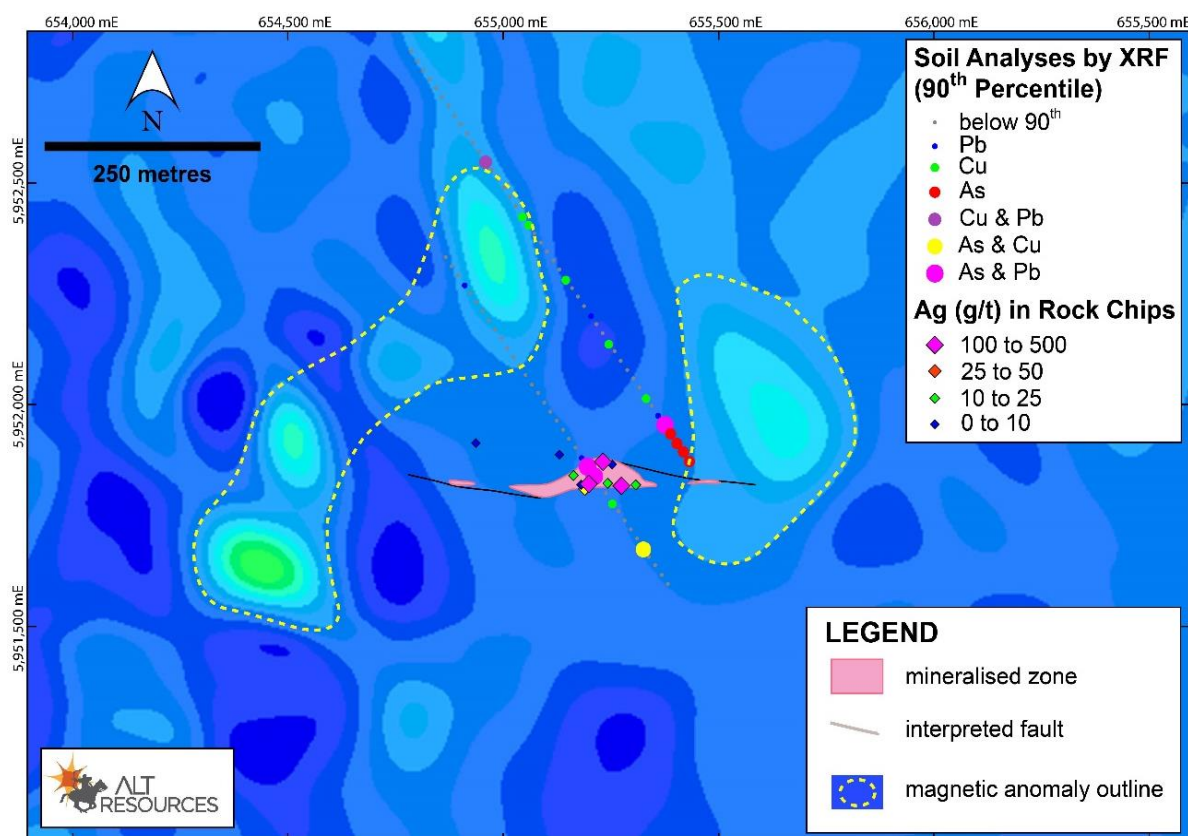 654,000 mE
654,500 mE
655,000 mE
655,500 mE
656,000 mE
655,500 mE
5,952,500 mE
5,952,000 mE
5,951,500 mE
N
250 metres
Soil Analyses by XRF
(90th Percentile)
below 90th
Pb
Cu
As
Cu & Pb
As & Cu
As & Pb
Ag (g/t) in Rock Chips
100 to 500
25 to 50
10 to 25
0 to 10
LEGEND
mineralised zone
interpreted fault
magnetic anomaly outline
ALT
RESOURCES